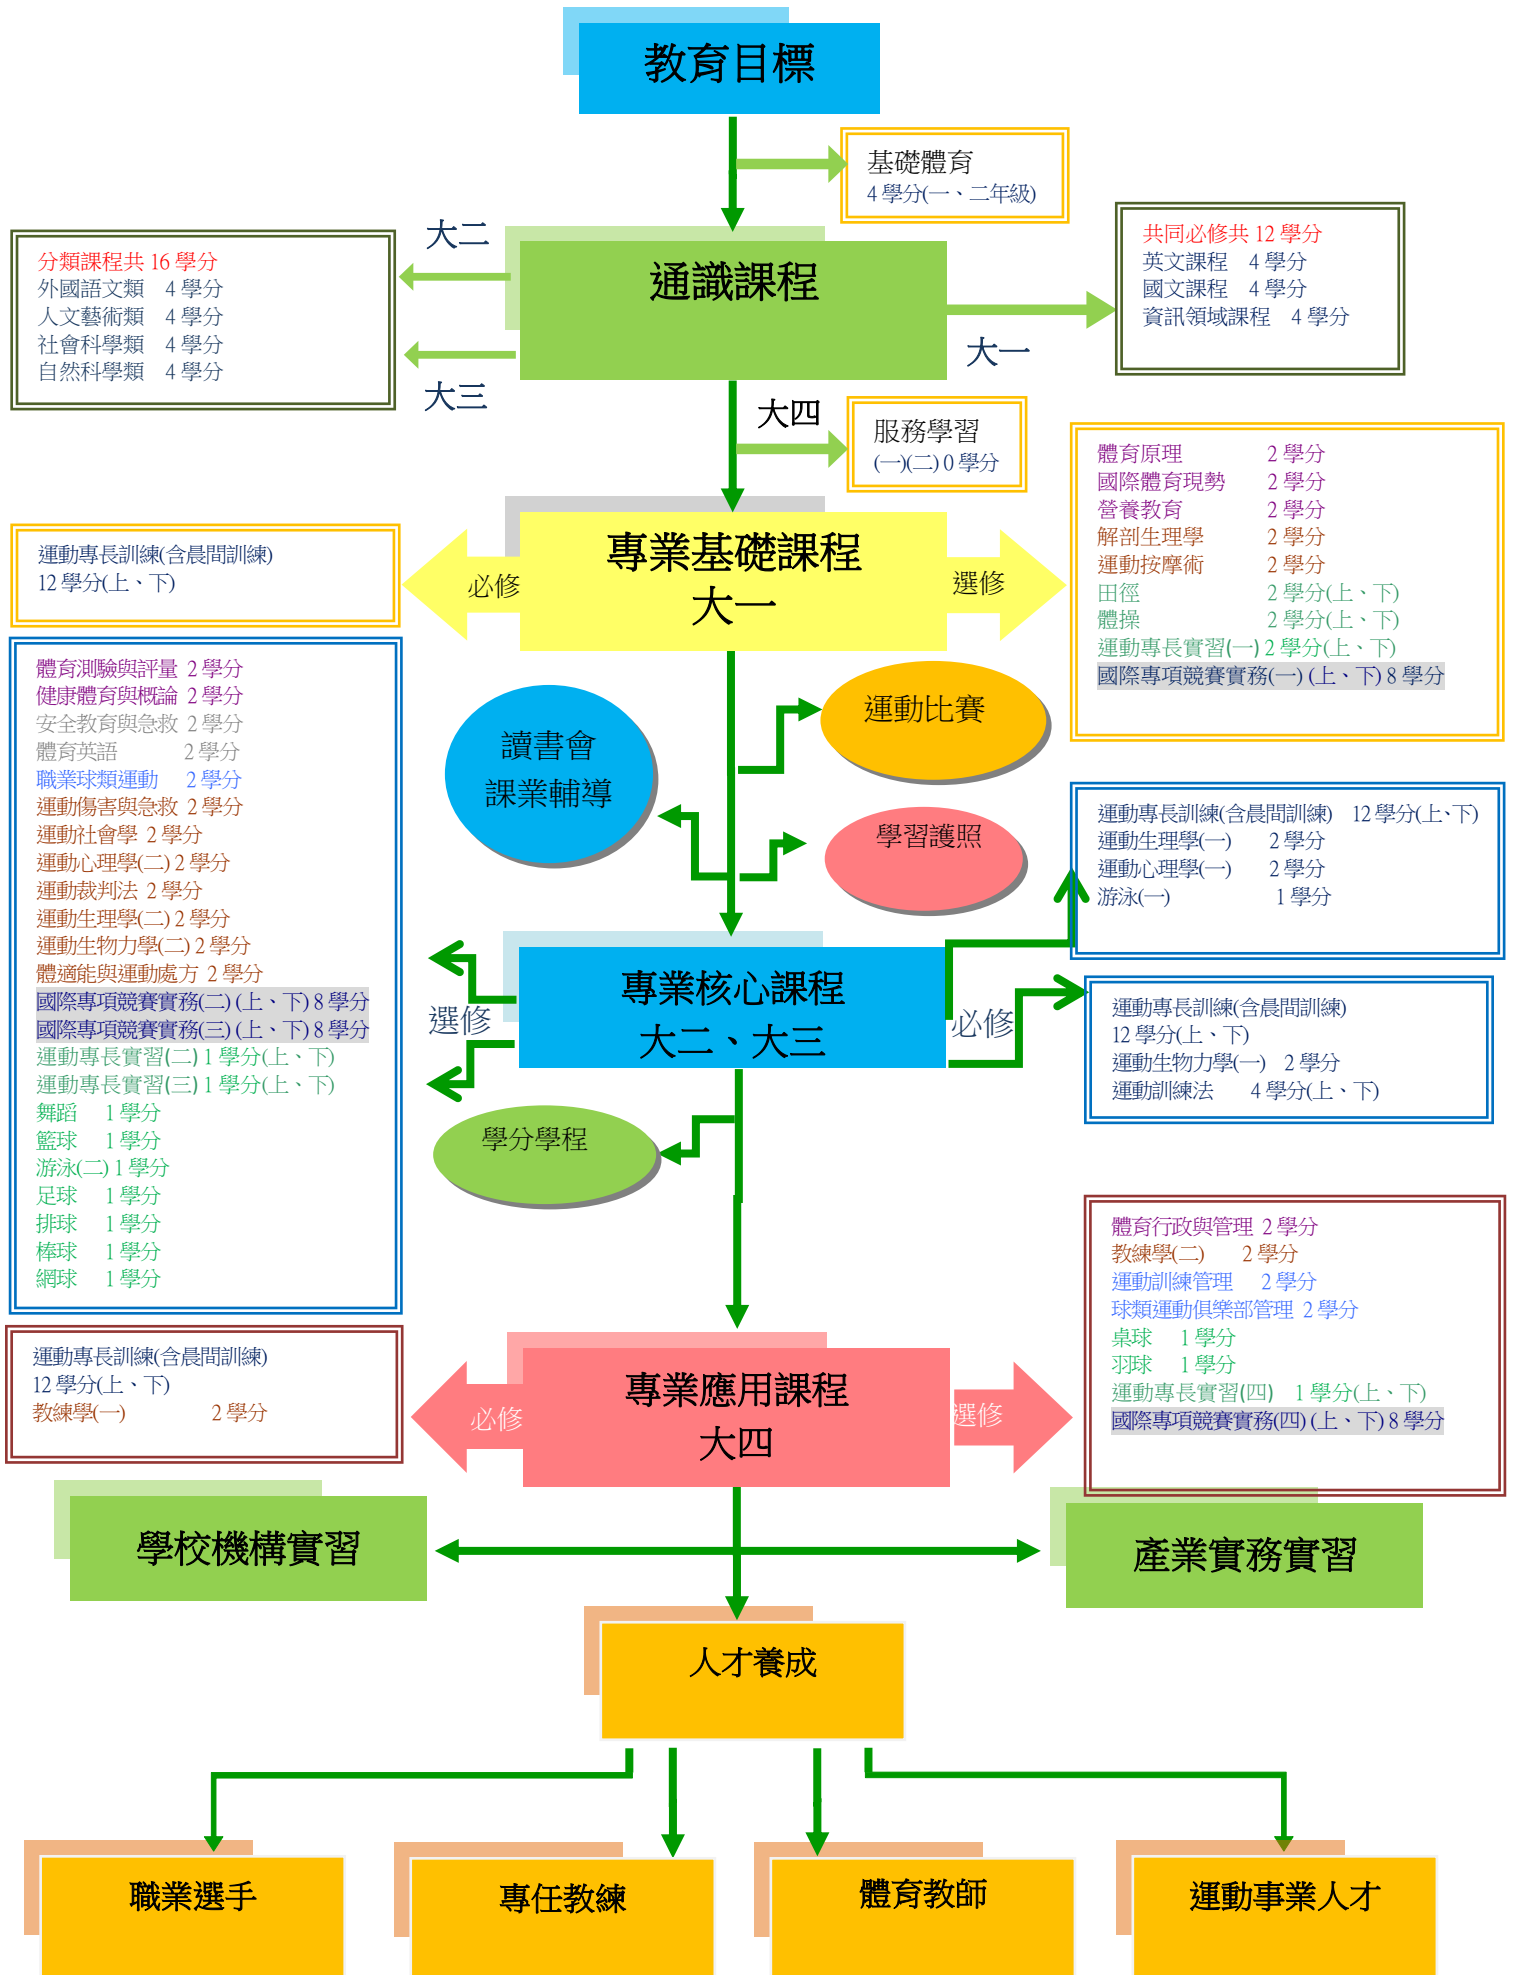 教育目標
基礎體育
4 學分(一、二年級)
大二
分類課程共 16 學分
外國語文類 4 學分
人文藝術類 4 學分
社會科學類 4 學分
自然科學類 4 學分
大三
通識課程
大一
共同必修共 12 學分
英文課程 4 學分
國文課程 4 學分
資訊領域課程 4 學分
大四
服務學習
(一)(二) 0 學分
運動專長訓練(含晨間訓練)
12 學分(上、下)
必修
專業基礎課程
大一
選修
體育原理 2 學分
國際體育現勢 2 學分
營養教育 2 學分
解剖生理學 2 學分
運動按摩術 2 學分
田徑 2 學分(上、下)
體操 2 學分(上、下)
運動專長實習(一) 2 學分(上、下)
國際專項競賽實務(一) (上、下) 8 學分
讀書會
課業輔導
運動比賽
學習護照
體育測驗與評量 2 學分
健康體育與概論 2 學分
安全教育與急救 2 學分
體育英語 2 學分
職業球類運動 2 學分
運動傷害與急救 2 學分
運動社會學 2 學分
運動心理學(二) 2 學分
運動裁判法 2 學分
運動生理學(二) 2 學分
運動生物力學(二) 2 學分
體適能與運動處方 2 學分
國際專項競賽實務(二) (上、下) 8 學分
國際專項競賽實務(三) (上、下) 8 學分
運動專長實習(二) 1 學分(上、下)
運動專長實習(三) 1 學分(上、下)
舞蹈 1 學分
籃球 1 學分
游泳(二) 1 學分
足球 1 學分
排球 1 學分
棒球 1 學分
網球 1 學分
選修
專業核心課程
大二、大三
必修
運動專長訓練(含晨間訓練) 12 學分(上、下)
運動生理學(一) 2 學分
運動心理學(一) 2 學分
游泳(一) 1 學分
運動專長訓練(含晨間訓練)
12 學分(上、下)
運動生物力學(一) 2 學分
運動訓練法 4 學分(上、下)
學分學程
運動專長訓練(含晨間訓練)
12 學分(上、下)
教練學(一) 2 學分
必修
專業應用課程
大四
選修
體育行政與管理 2 學分
教練學(二) 2 學分
運動訓練管理 2 學分
球類運動俱樂部管理 2 學分
桌球 1 學分
羽球 1 學分
運動專長實習(四) 1 學分(上、下)
國際專項競賽實務(四) (上、下) 8 學分
學校機構實習
產業實務實習
人才養成
職業選手
專任教練
體育教師
運動事業人才